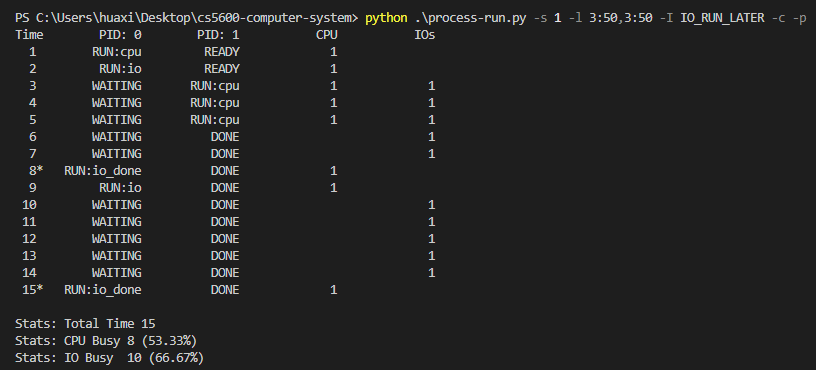 PS C:\Users\huaxi\Desktop\cs5600-computer-system> python .\process-run.py -s 1 -l 3:50,3:50 -I IO_RUN_LATER -c -p
Time PID: 0 PID: 1 CPU IOs
1 RUN:cpu READY 1
2 RUN:io READY 1
3 WAITING RUN:cpu 1 1
4 WAITING RUN:cpu 1 1
5 WAITING RUN:cpu 1 1
6 WAITING DONE 1
7 WAITING DONE 1
8* RUN:io_done DONE 1
9 RUN:io DONE 1
10 WAITING DONE 1
11 WAITING DONE 1
12 WAITING DONE 1
13 WAITING DONE 1
14 WAITING DONE 1
15* RUN:io_done DONE 1
Stats: Total Time 15
Stats: CPU Busy 8 (53.33%)
Stats: IO Busy 10 (66.67%)